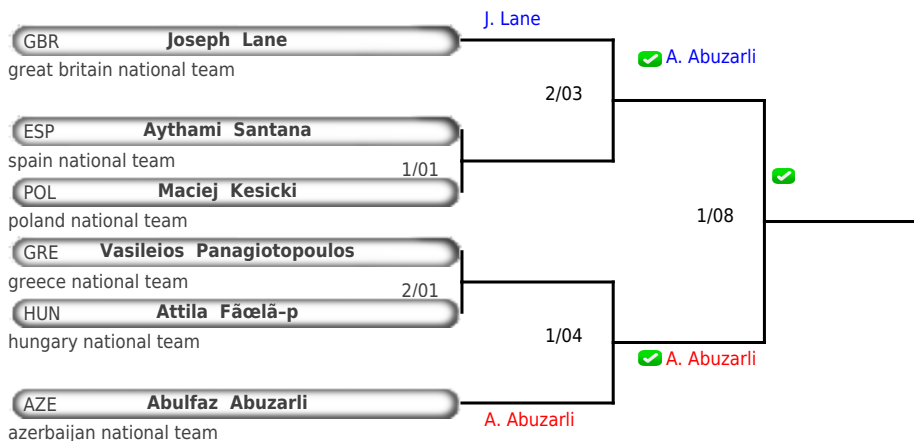 J. Lane
GBR Joseph Lane
great britain national team
A. Abuzarli
2/03
ESP Aythami Santana
spain national team
1/01
POL Maciej Kesicki
poland national team
1/08
GRE Vasileios Panagiotopoulos
greece national team
2/01
HUN Attila Fãœlã–p
hungary national team
1/04
A. Abuzarli
AZE Abulfaz Abuzarli
A. Abuzarli
azerbaijan national team